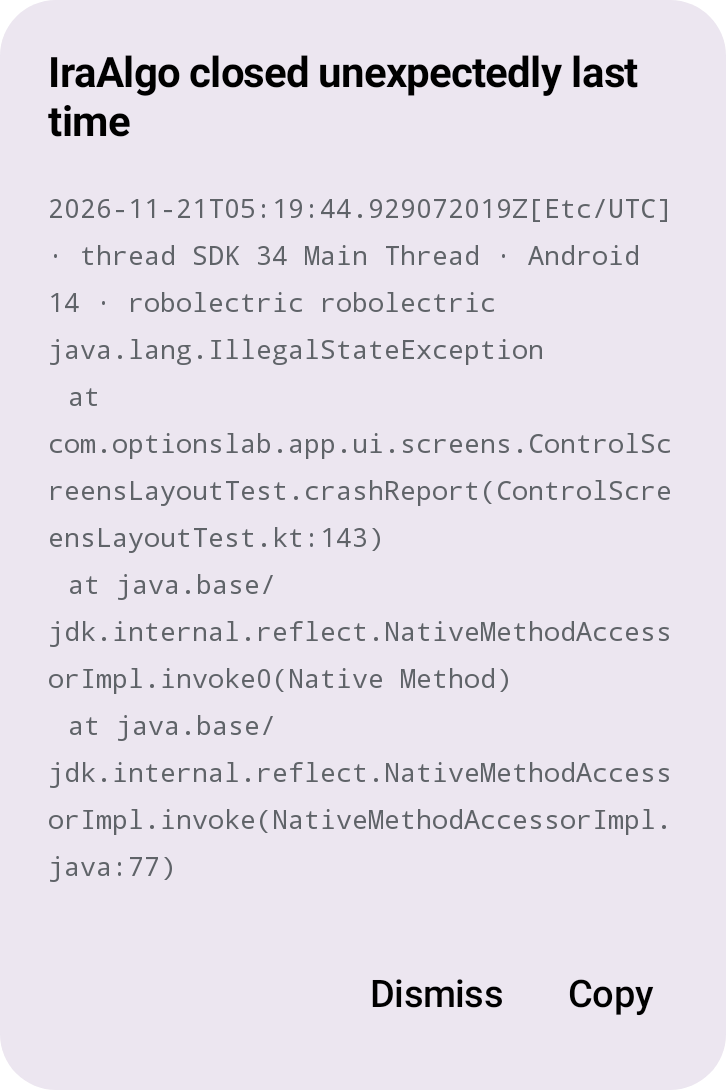 IraAlgo closed unexpectedly last
time
2026-11-21T05:19:44.929072019Z[Etc/UTC]
· thread SDK 34 Main Thread · Android
14 · robolectric robolectric
java.lang.IllegalStateException
at
com.optionslab.app.ui.screens.ControlSc
reensLayoutTest.crashReport(ControlScre
ensLayoutTest.kt:143)
at java.base/
jdk.internal.reflect.NativeMethodAccess
orImpl.invoke0(Native Method)
at java.base/
jdk.internal.reflect.NativeMethodAccess
orImpl.invoke(NativeMethodAccessorImpl.
java:77)
Dismiss Copy